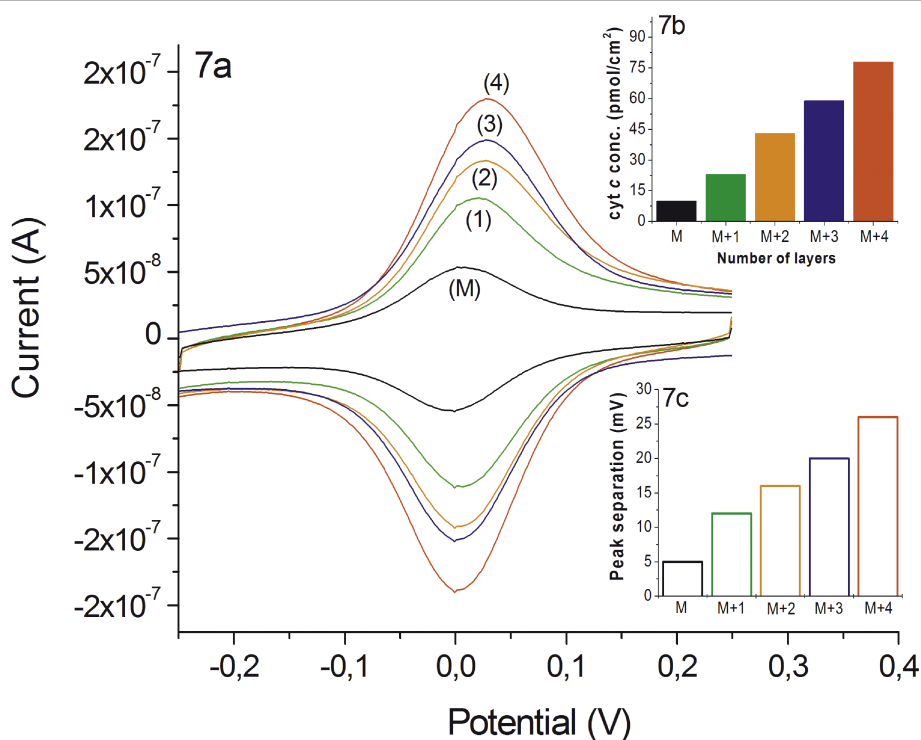 7a
Current (A)
2x10⁻⁷
2x10⁻⁷
1x10⁻⁷
5x10⁻⁸
0
-5x10⁻⁸
-1x10⁻⁷
-2x10⁻⁷
-2x10⁻⁷
(4)
(3)
(2)
(1)
(M)
-0,2
-0,1
0,0
0,1
0,2
0,3
0,4
Potential (V)
7b
cyt c conc. (pmol/cm²)
90
75
60
45
30
15
0
M
M+1
M+2
M+3
M+4
Number of layers
7c
Peak separation (mV)
30
25
20
15
10
5
0
M
M+1
M+2
M+3
M+4